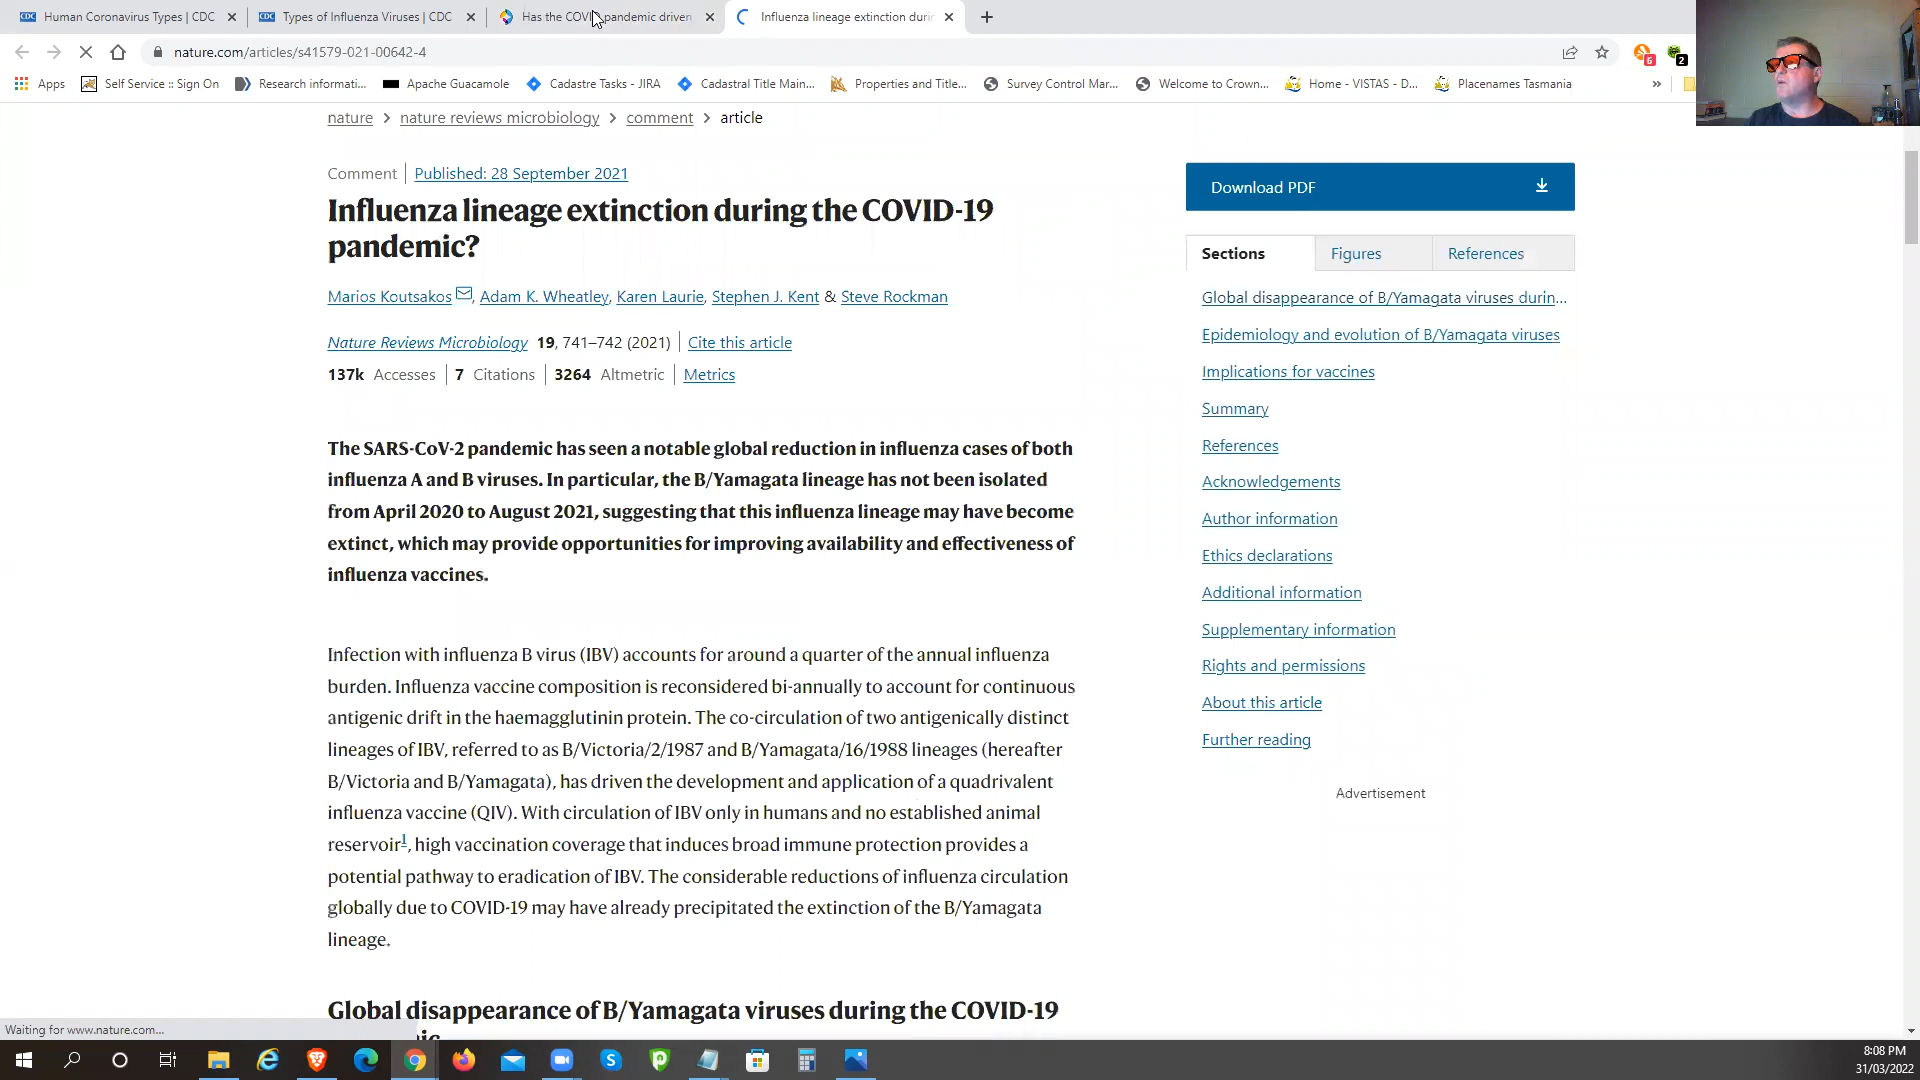 Human Coronavirus Types | CDC
Types of Influenza Viruses | CDC
Has the COVID pandemic driven
Influenza lineage extinction duri
nature.com/articles/s41579-021-00642-4
6
2
Apps
Self Service :: Sign On
Research informati...
Apache Guacamole
Cadastre Tasks - JIRA
Cadastral Title Main...
Properties and Title...
Survey Control Mar...
Welcome to Crown...
Home - VISTAS - D...
Placenames Tasmania
»
nature > nature reviews microbiology > comment > article
Comment | Published: 28 September 2021
Influenza lineage extinction during the COVID-19
pandemic?
Marios Koutsakos, Adam K. Wheatley, Karen Laurie, Stephen J. Kent & Steve Rockman
Nature Reviews Microbiology 19, 741–742 (2021) | Cite this article
137k Accesses | 7 Citations | 3264 Altmetric | Metrics
The SARS-CoV-2 pandemic has seen a notable global reduction in influenza cases of both
influenza A and B viruses. In particular, the B/Yamagata lineage has not been isolated
from April 2020 to August 2021, suggesting that this influenza lineage may have become
extinct, which may provide opportunities for improving availability and effectiveness of
influenza vaccines.
Infection with influenza B virus (IBV) accounts for around a quarter of the annual influenza
burden. Influenza vaccine composition is reconsidered bi-annually to account for continuous
antigenic drift in the haemagglutinin protein. The co-circulation of two antigenically distinct
lineages of IBV, referred to as B/Victoria/2/1987 and B/Yamagata/16/1988 lineages (hereafter
B/Victoria and B/Yamagata), has driven the development and application of a quadrivalent
influenza vaccine (QIV). With circulation of IBV only in humans and no established animal
reservoir1, high vaccination coverage that induces broad immune protection provides a
potential pathway to eradication of IBV. The considerable reductions of influenza circulation
globally due to COVID-19 may have already precipitated the extinction of the B/Yamagata
lineage.
Global disappearance of B/Yamagata viruses during the COVID-19
Download PDF
Sections
Figures
References
Global disappearance of B/Yamagata viruses durin...
Epidemiology and evolution of B/Yamagata viruses
Implications for vaccines
Summary
References
Acknowledgements
Author information
Ethics declarations
Additional information
Supplementary information
Rights and permissions
About this article
Further reading
Advertisement
Waiting for www.nature.com...
8:08 PM
31/03/2022